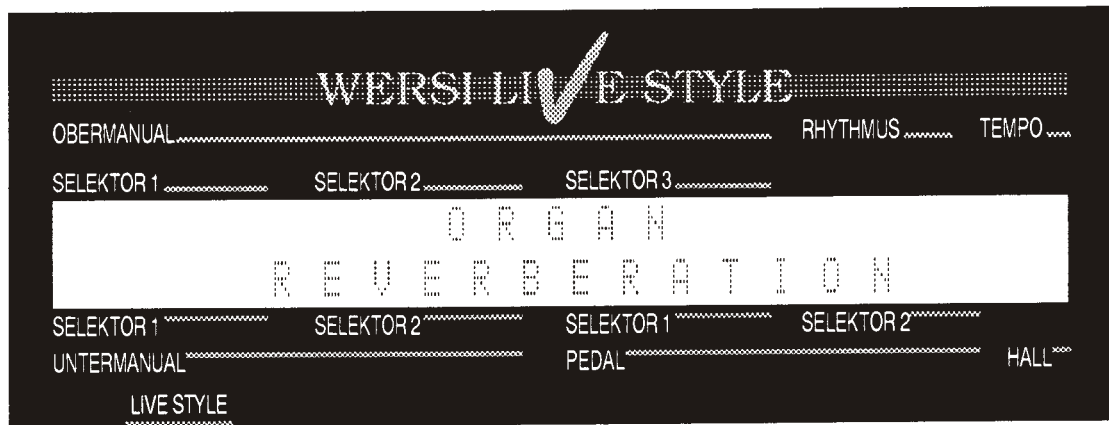 WERSI LIVE STYLE
OBERMANUAL RHYTHMUS TEMPO
SELEKTOR 1 SELEKTOR 2 SELEKTOR 3
ORGAN
REVERBERATION
SELEKTOR 1 SELEKTOR 2 SELEKTOR 1 SELEKTOR 2
UNTERMANUAL PEDAL HALL
LIVE STYLE